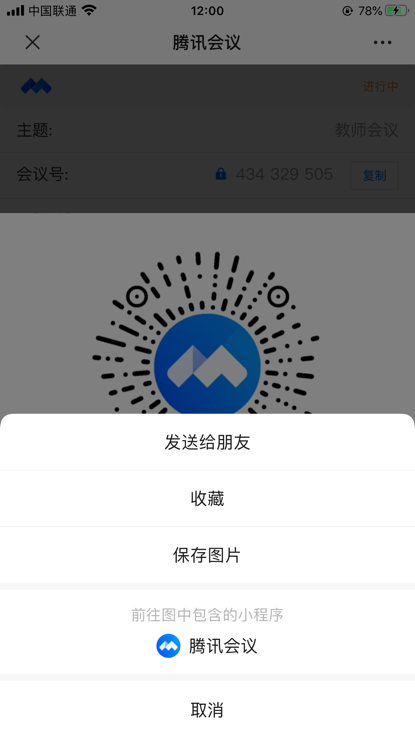 中国联通 12:00 78%
腾讯会议
进行中
主题: 教师会议
会议号: 434 329 505 复制
发送给朋友
收藏
保存图片
前往图中包含的小程序
腾讯会议
取消